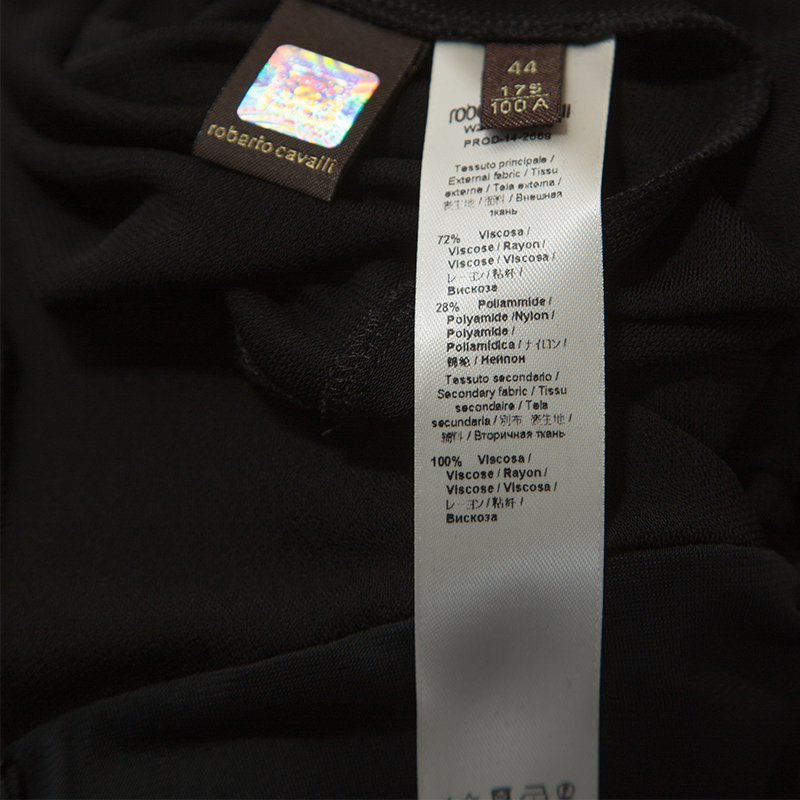 roberto cavalli
44
175
100 A
PROD-14-2669
Tessuto principale /
External fabric / Tissu
externe / Tela externa /
表生地 / 面料 / Внешная
ткань
72% Viscosa /
Viscose / Rayon /
Viscose / Viscosa /
レーヨン / 粘纤 /
Вискоза
28% Poliammide /
Polyamide /Nylon /
Polyamide /
Poliamidica / ナイロン /
锦纶 / Нейлон
Tessuto secondario /
Secondary fabric / Tissu
secondaire / Tela
secundaria / 別布 表生地 /
辅料 / Вторичная ткань
100% Viscosa /
Viscose / Rayon /
Viscose / Viscosa /
レーヨン / 粘纤 /
Вискоза